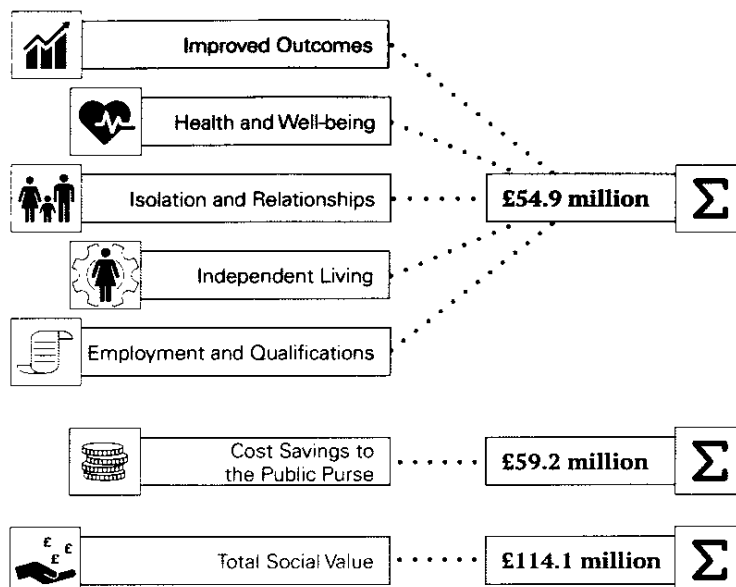 Improved Outcomes
Health and Well-being
Isolation and Relationships
£54.9 million
Σ
Independent Living
Employment and Qualifications
Cost Savings to
the Public Purse
£59.2 million
Σ
£ £
£
Total Social Value
£114.1 million
Σ